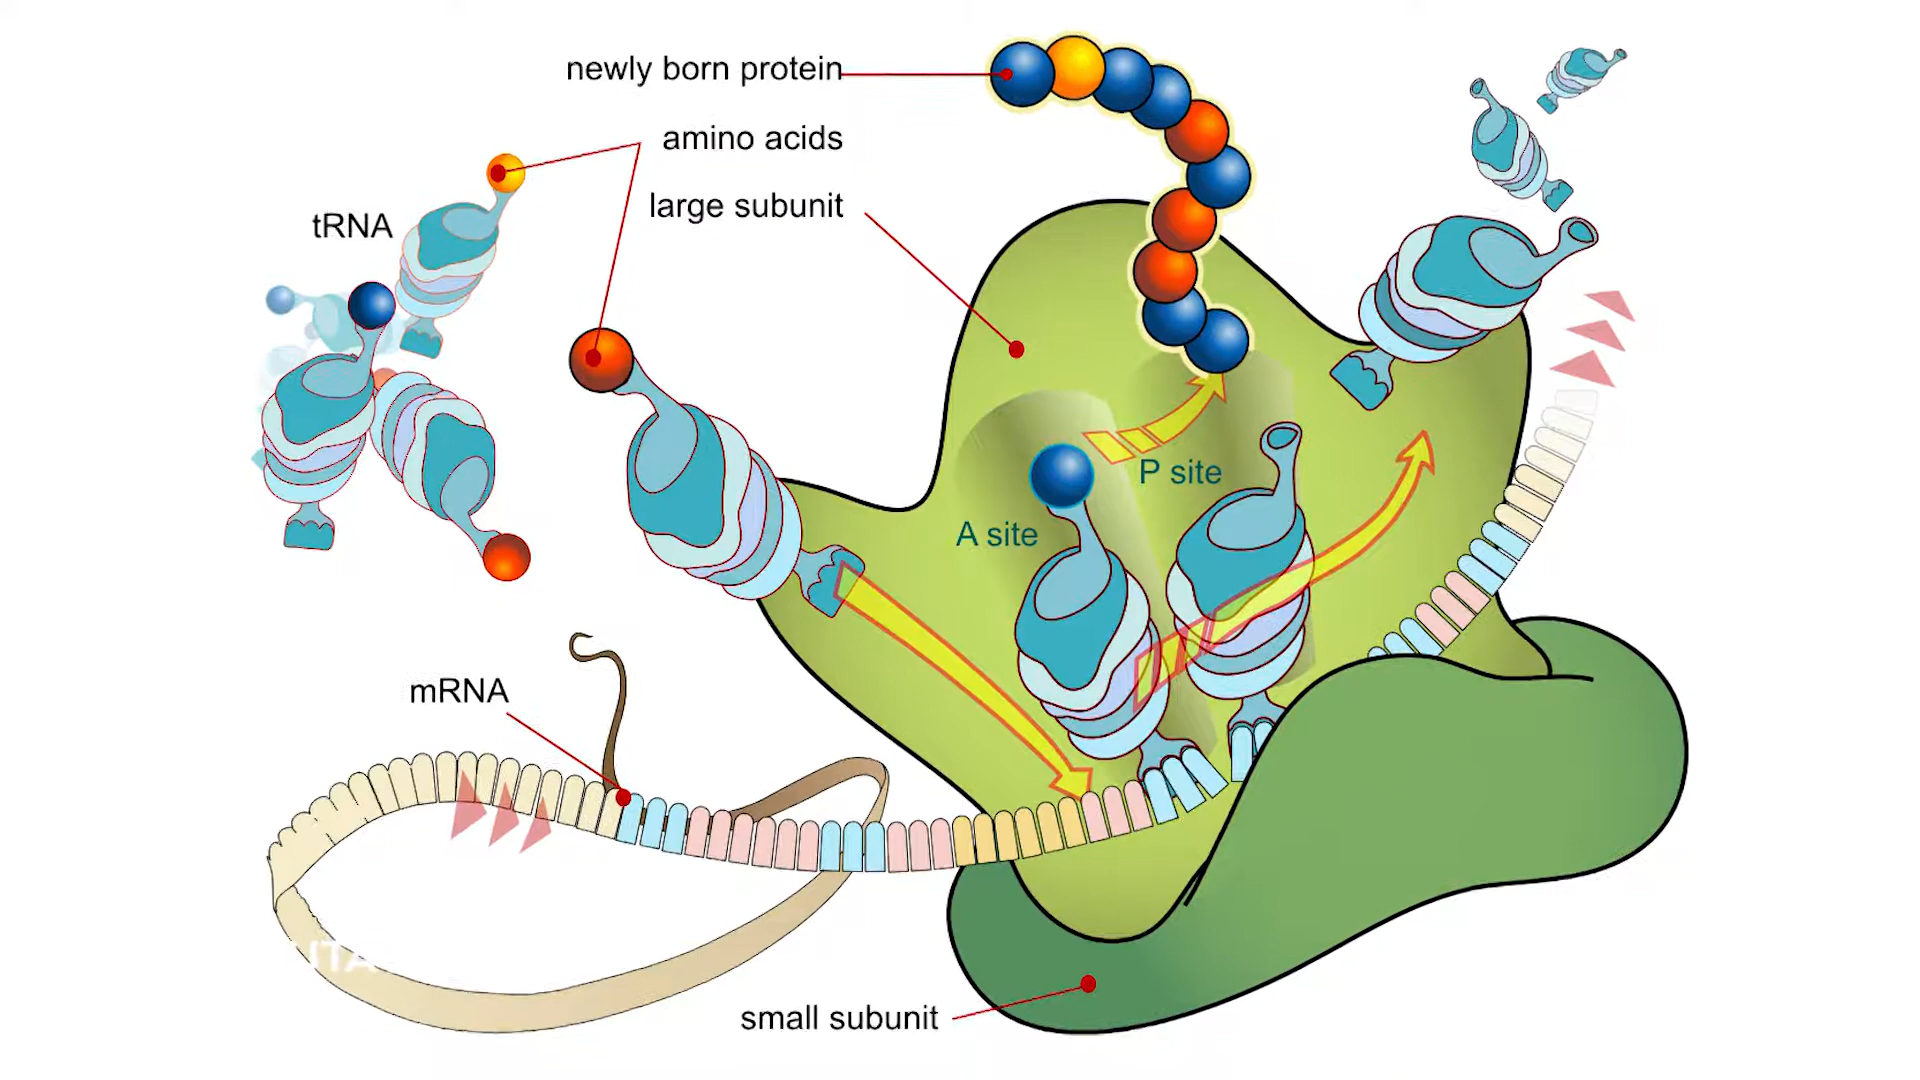 newly born protein
amino acids
large subunit
tRNA
P site
A site
mRNA
small subunit